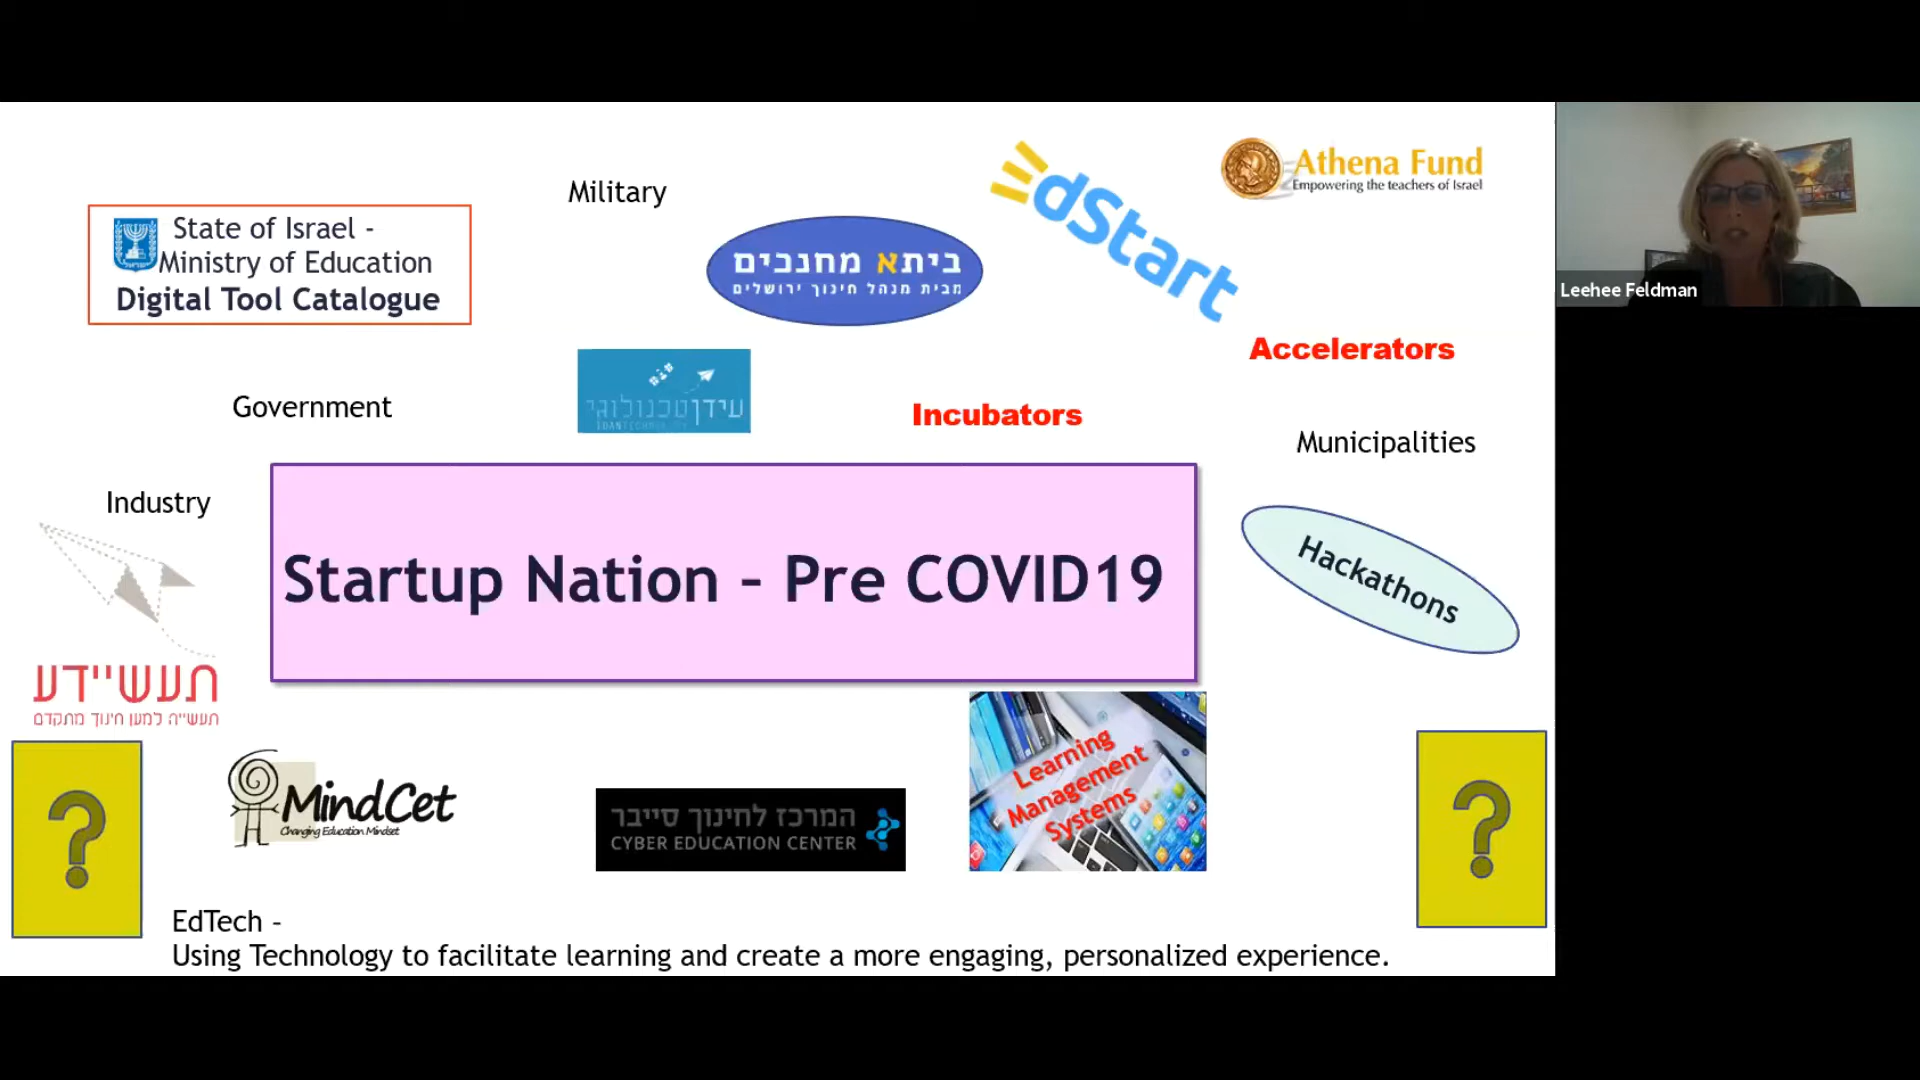 State of Israel -
Ministry of Education
Digital Tool Catalogue
Military
ביתא מחנכים
מבית מנהל חינוך ירושלים
EdStart
Athena Fund
Empowering the teachers of Israel
Leehee Feldman
Accelerators
Government
עידן טכנולוגי
IDANTECHNOLOGY
Incubators
Municipalities
Industry
Startup Nation – Pre COVID19
Hackathons
תעשיידע
תעשייה למען חינוך מתקדם
?
MindCet
Changing Education Mindset
המרכז לחינוך סייבר
CYBER EDUCATION CENTER
Learning
Management
Systems
?
EdTech –
Using Technology to facilitate learning and create a more engaging, personalized experience.